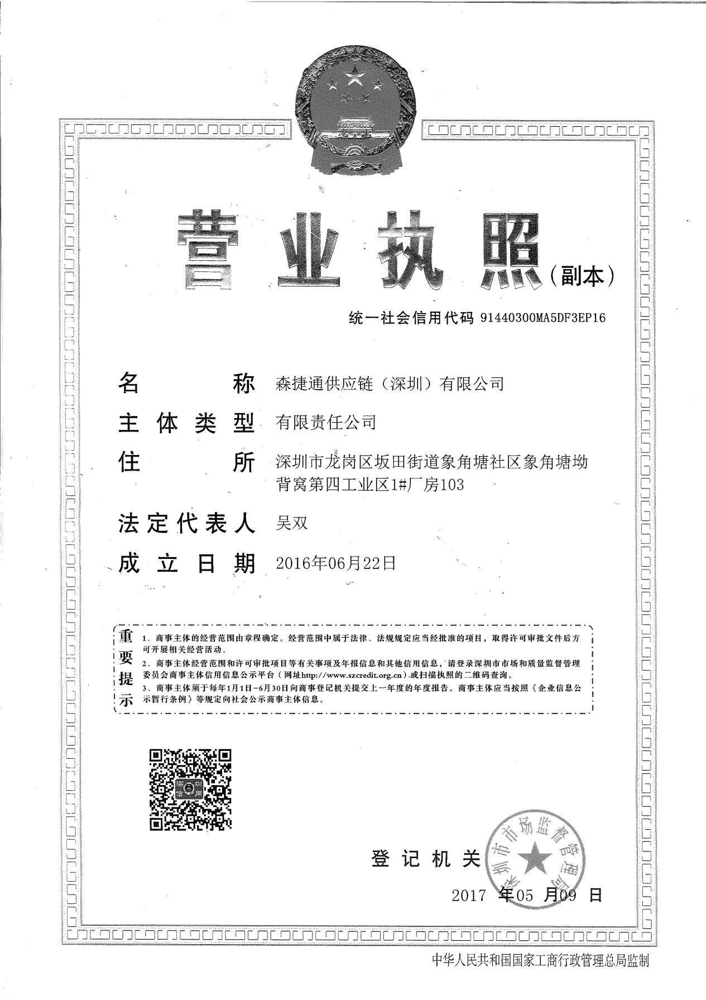 营业执照（副本）
统一社会信用代码 91440300MA5DF3EP16
名称 森捷通供应链（深圳）有限公司
主体类型 有限责任公司
住所 深圳市龙岗区坂田街道象角塘社区象角塘坳
背窝第四工业区1#厂房103
法定代表人 吴双
成立日期 2016年06月22日
重要提示
1、商事主体的经营范围由章程确定。经营范围中属于法律、法规规定应当经批准的项目，取得许可审批文件后方
可开展相关经营活动。
2、商事主体经营范围和许可审批项目等有关事项及年报信息和其他信用信息，请登录深圳市市场和质量监督管理
委员会商事主体信用信息公示平台（网址http://www.szcredit.org.cn）或扫描执照的二维码查询。
3、商事主体须于每年1月1日-6月30日向商事登记机关提交上一年度的年度报告。商事主体应当按照《企业信息公
示暂行条例》等规定向社会公示商事主体信息。
深圳
信用
登记机关
深圳市市场监督管理局
2017 年05 月09 日
中华人民共和国国家工商行政管理总局监制